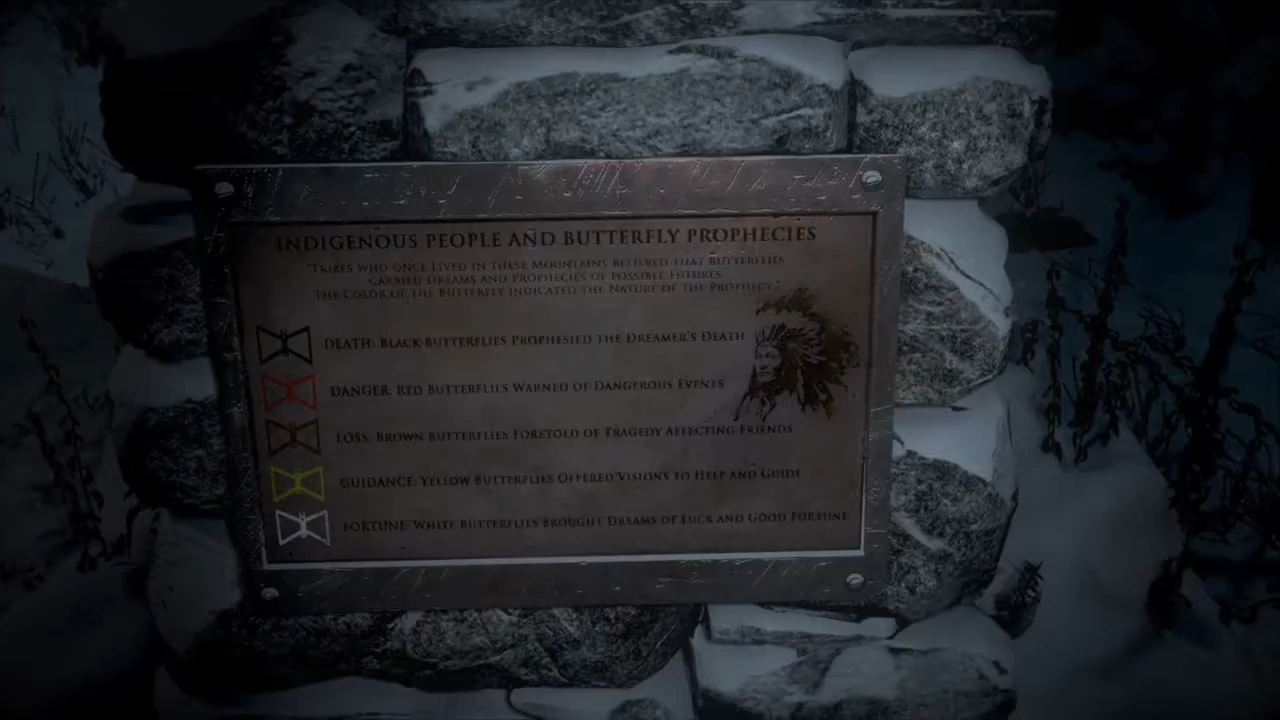 INDIGENOUS PEOPLE AND BUTTERFLY PROPHECIES
"TRIBES WHO ONCE LIVED IN THESE MOUNTAINS BELIEVED THAT BUTTERFLIES
CARRIED DREAMS AND PROPHECIES OF POSSIBLE FUTURES.
THE COLOR OF THE BUTTERFLY INDICATED THE NATURE OF THE PROPHECY."
DEATH: BLACK BUTTERFLIES PROPHESIED THE DREAMER'S DEATH
DANGER: RED BUTTERFLIES WARNED OF DANGEROUS EVENTS
LOSS: BROWN BUTTERFLIES FORETOLD OF TRAGEDY AFFECTING FRIENDS
GUIDANCE: YELLOW BUTTERFLIES OFFERED VISIONS TO HELP AND GUIDE
FORTUNE: WHITE BUTTERFLIES BROUGHT DREAMS OF LUCK AND GOOD FORTUNE